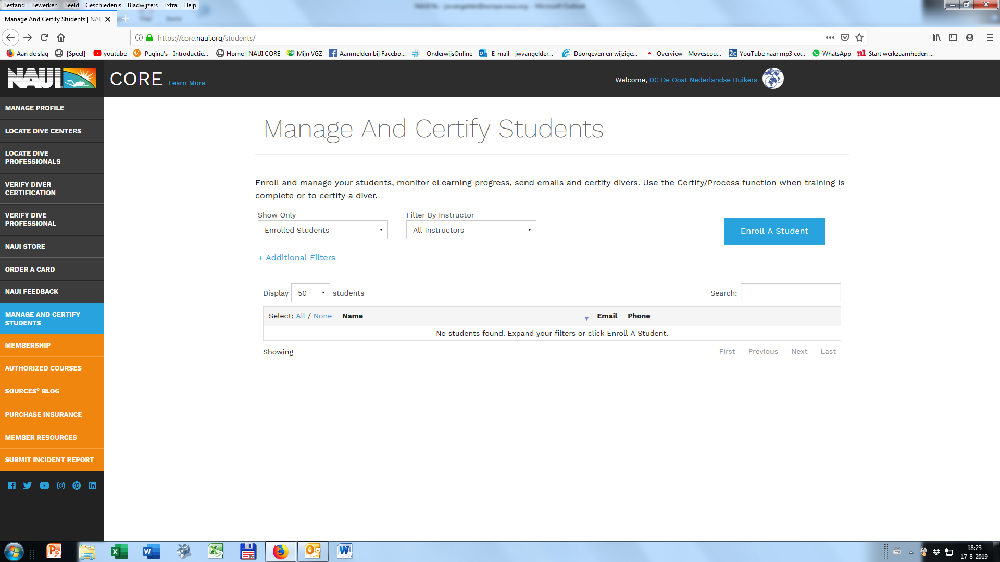 Bestand Bewerken Beeld Geschiedenis Bladwijzers Extra Help
Manage And Certify Students | NAU
https://core.naui.org/students/
Aan de slag [Speel] youtube Pagina's - Introductie... Home | NAUI CORE Mijn VGZ Aanmelden bij Facebo... - OnderwijsOnline E-mail - jwvangelder... Doorgeven en wijzige... Overview - Movescou... YouTube naar mp3 co... WhatsApp Start werkzaamheden ...
NAUI CORE Learn More
Welcome, DC De Oost Nederlandse Duikers
MANAGE PROFILE
LOCATE DIVE CENTERS
LOCATE DIVE
PROFESSIONALS
VERIFY DIVER
CERTIFICATION
VERIFY DIVE
PROFESSIONAL
NAUI STORE
ORDER A CARD
NAUI FEEDBACK
MANAGE AND CERTIFY
STUDENTS
MEMBERSHIP
AUTHORIZED COURSES
SOURCES© BLOG
PURCHASE INSURANCE
MEMBER RESOURCES
SUBMIT INCIDENT REPORT
Manage And Certify Students
Enroll and manage your students, monitor eLearning progress, send emails and certify divers. Use the Certify/Process function when training is
complete or to certify a diver.
Show Only Filter By Instructor
Enrolled Students All Instructors
Enroll A Student
+ Additional Filters
Display 50 students Search:
Select: All / None Name Email Phone
No students found. Expand your filters or click Enroll A Student.
Showing First Previous Next Last
18:23
17-8-2019